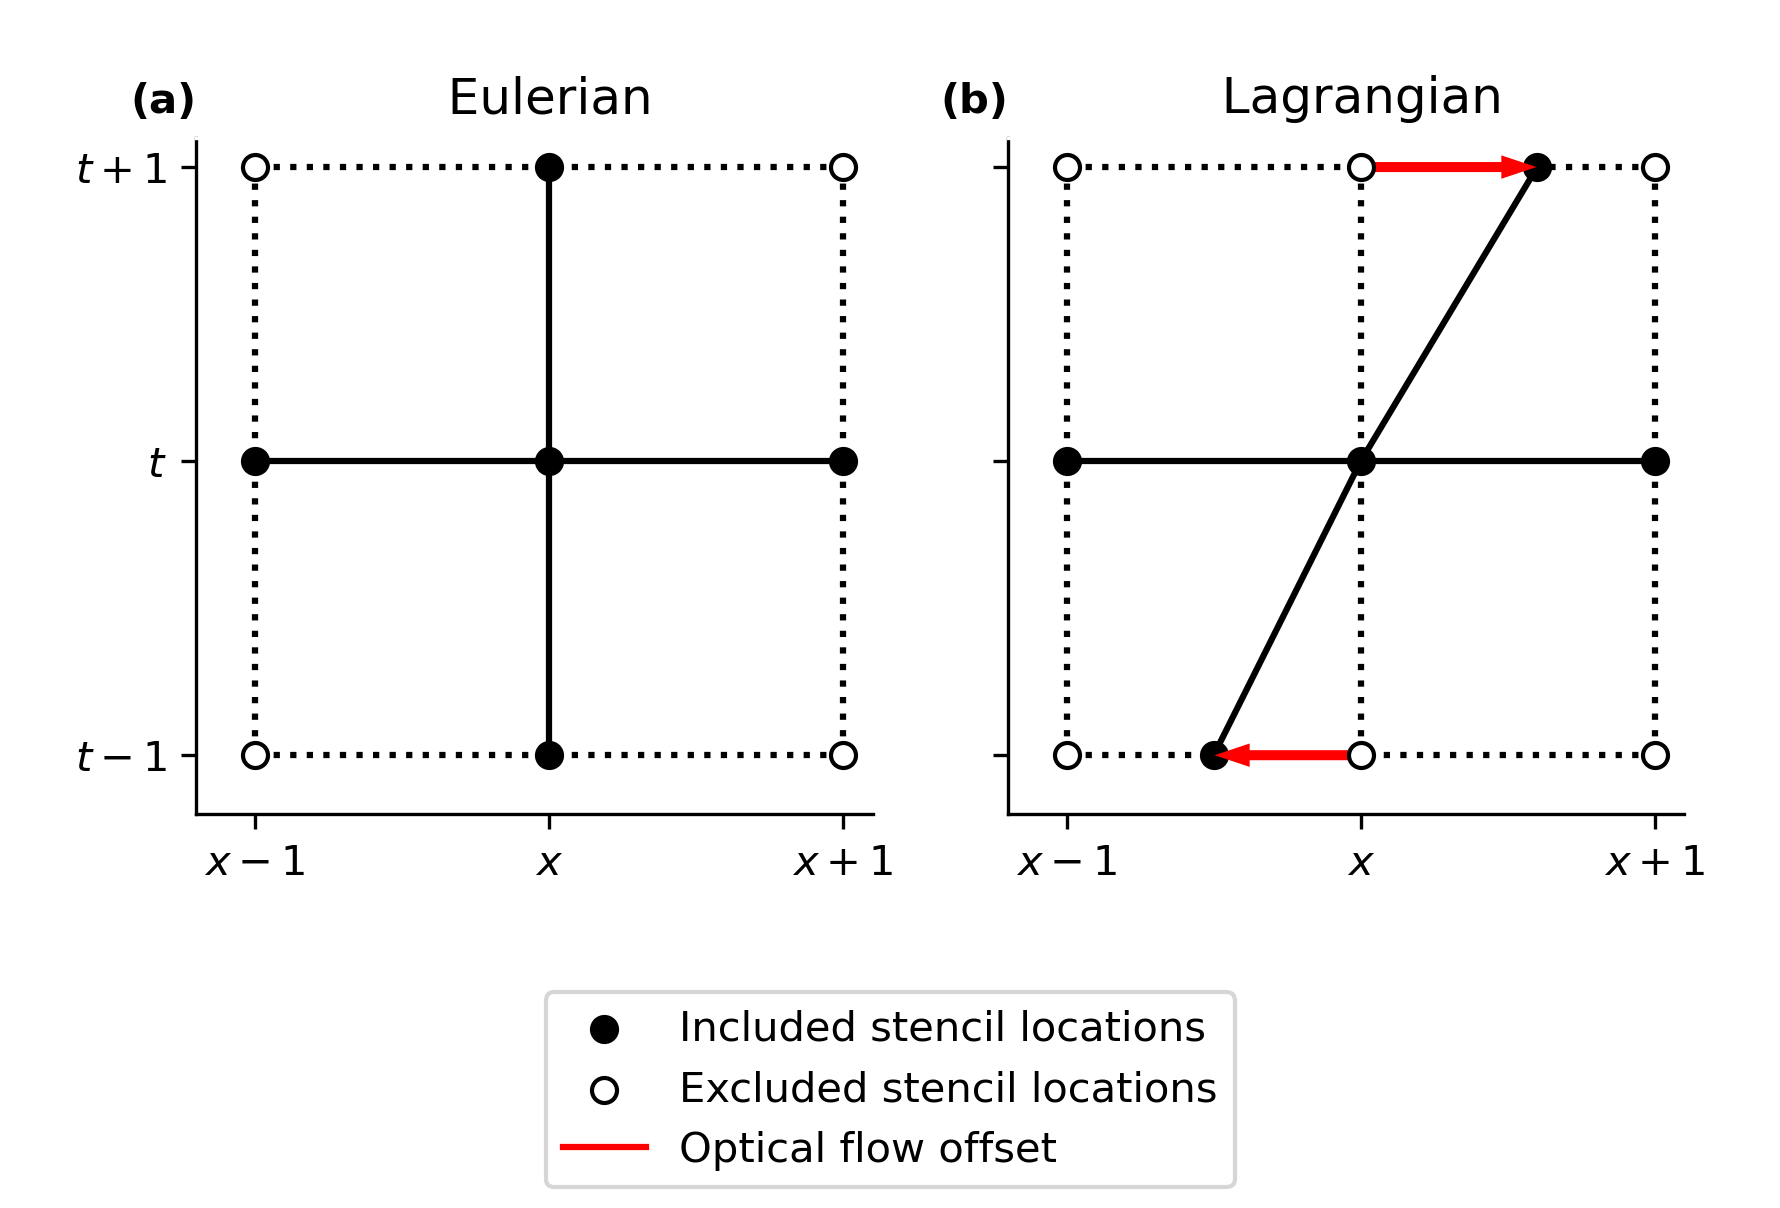 (a) Eulerian
(b) Lagrangian
t + 1
t
t − 1
x − 1 x x + 1
x − 1 x x + 1
Included stencil locations
Excluded stencil locations
Optical flow offset